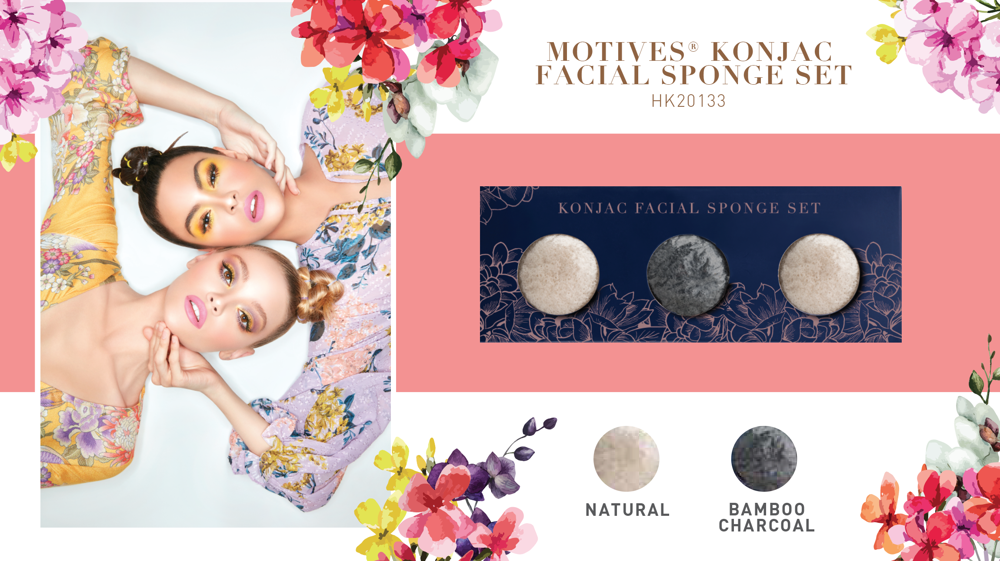 MOTIVES® KONJAC
FACIAL SPONGE SET
HK20133
KONJAC FACIAL SPONGE SET
NATURAL
BAMBOO
CHARCOAL